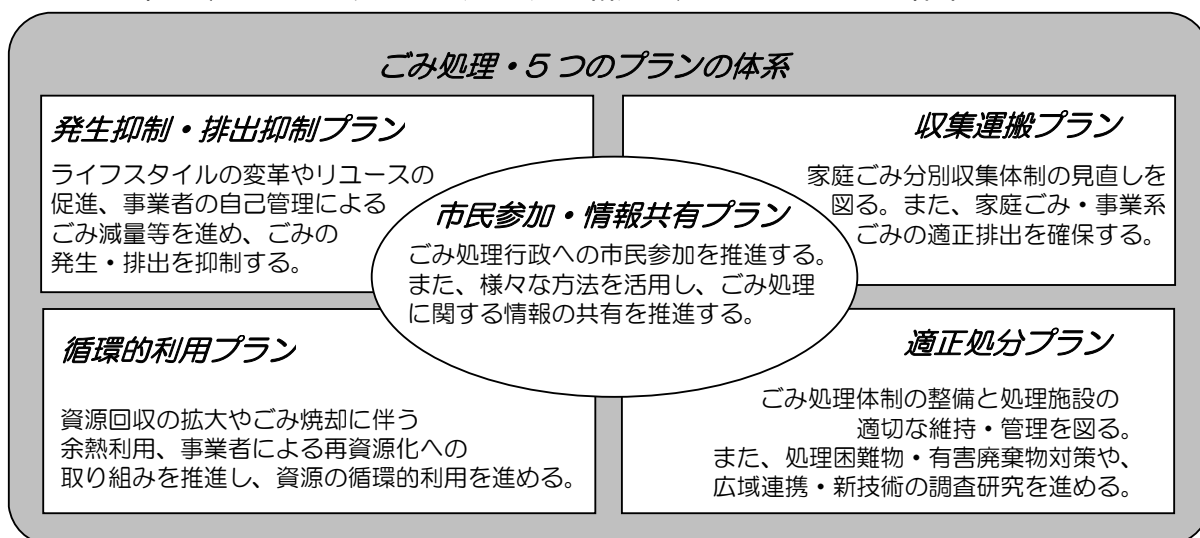 ごみ処理・5つのプランの体系
発生抑制・排出抑制プラン
ライフスタイルの変革やリユースの
促進、事業者の自己管理による
ごみ減量等を進め、ごみの
発生・排出を抑制する。
収集運搬プラン
家庭ごみ分別収集体制の見直しを
図る。また、家庭ごみ・事業系
ごみの適正排出を確保する。
市民参加・情報共有プラン
ごみ処理行政への市民参加を推進する。
また、様々な方法を活用し、ごみ処理
に関する情報の共有を推進する。
循環的利用プラン
資源回収の拡大やごみ焼却に伴う
余熱利用、事業者による再資源化への
取り組みを推進し、資源の循環的利用を進める。
適正処分プラン
ごみ処理体制の整備と処理施設の
適切な維持・管理を図る。
また、処理困難物・有害廃棄物対策や、
広域連携・新技術の調査研究を進める。